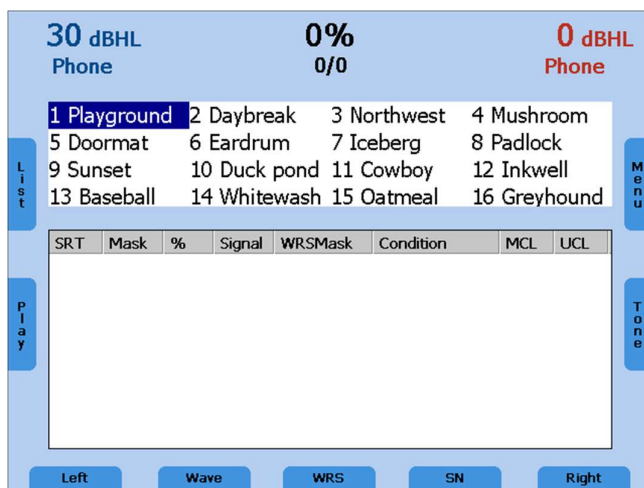 30 dBHL 0% 0 dBHL
Phone 0/0 Phone
1 Playground 2 Daybreak 3 Northwest 4 Mushroom
5 Doormat 6 Eardrum 7 Iceberg 8 Padlock
9 Sunset 10 Duck pond 11 Cowboy 12 Inkwell
13 Baseball 14 Whitewash 15 Oatmeal 16 Greyhound
List
Menu
SRT Mask % Signal WRSMask Condition MCL UCL
Play
Tone
Left Wave WRS SN Right